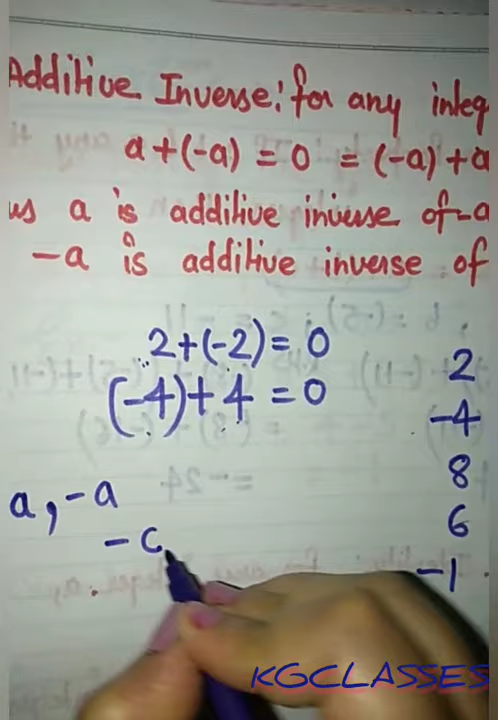 Additive Inverse: for any integ
a+(-a) = 0 = (-a)+a
us a is additive inverse of -a
-a is additive inverse of
2+(-2)=0
(-4)+4=0
2
-4
8
6
-1
a, -a
- c
KGCLASSES